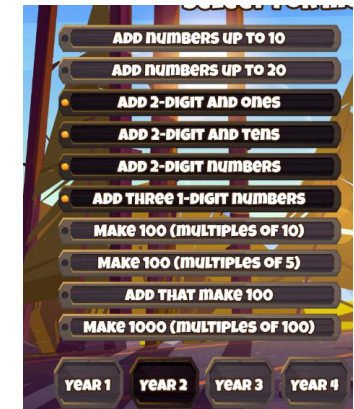 ADD NUMBERS UP TO 10
ADD NUMBERS UP TO 20
ADD 2-DIGIT AND ONES
ADD 2-DIGIT AND TENS
ADD 2-DIGIT NUMBERS
ADD THREE 1-DIGIT NUMBERS
MAKE 100 (MULTIPLES OF 10)
MAKE 100 (MULTIPLES OF 5)
ADD THAT MAKE 100
MAKE 1000 (MULTIPLES OF 100)
YEAR 1 YEAR 2 YEAR 3 YEAR 4